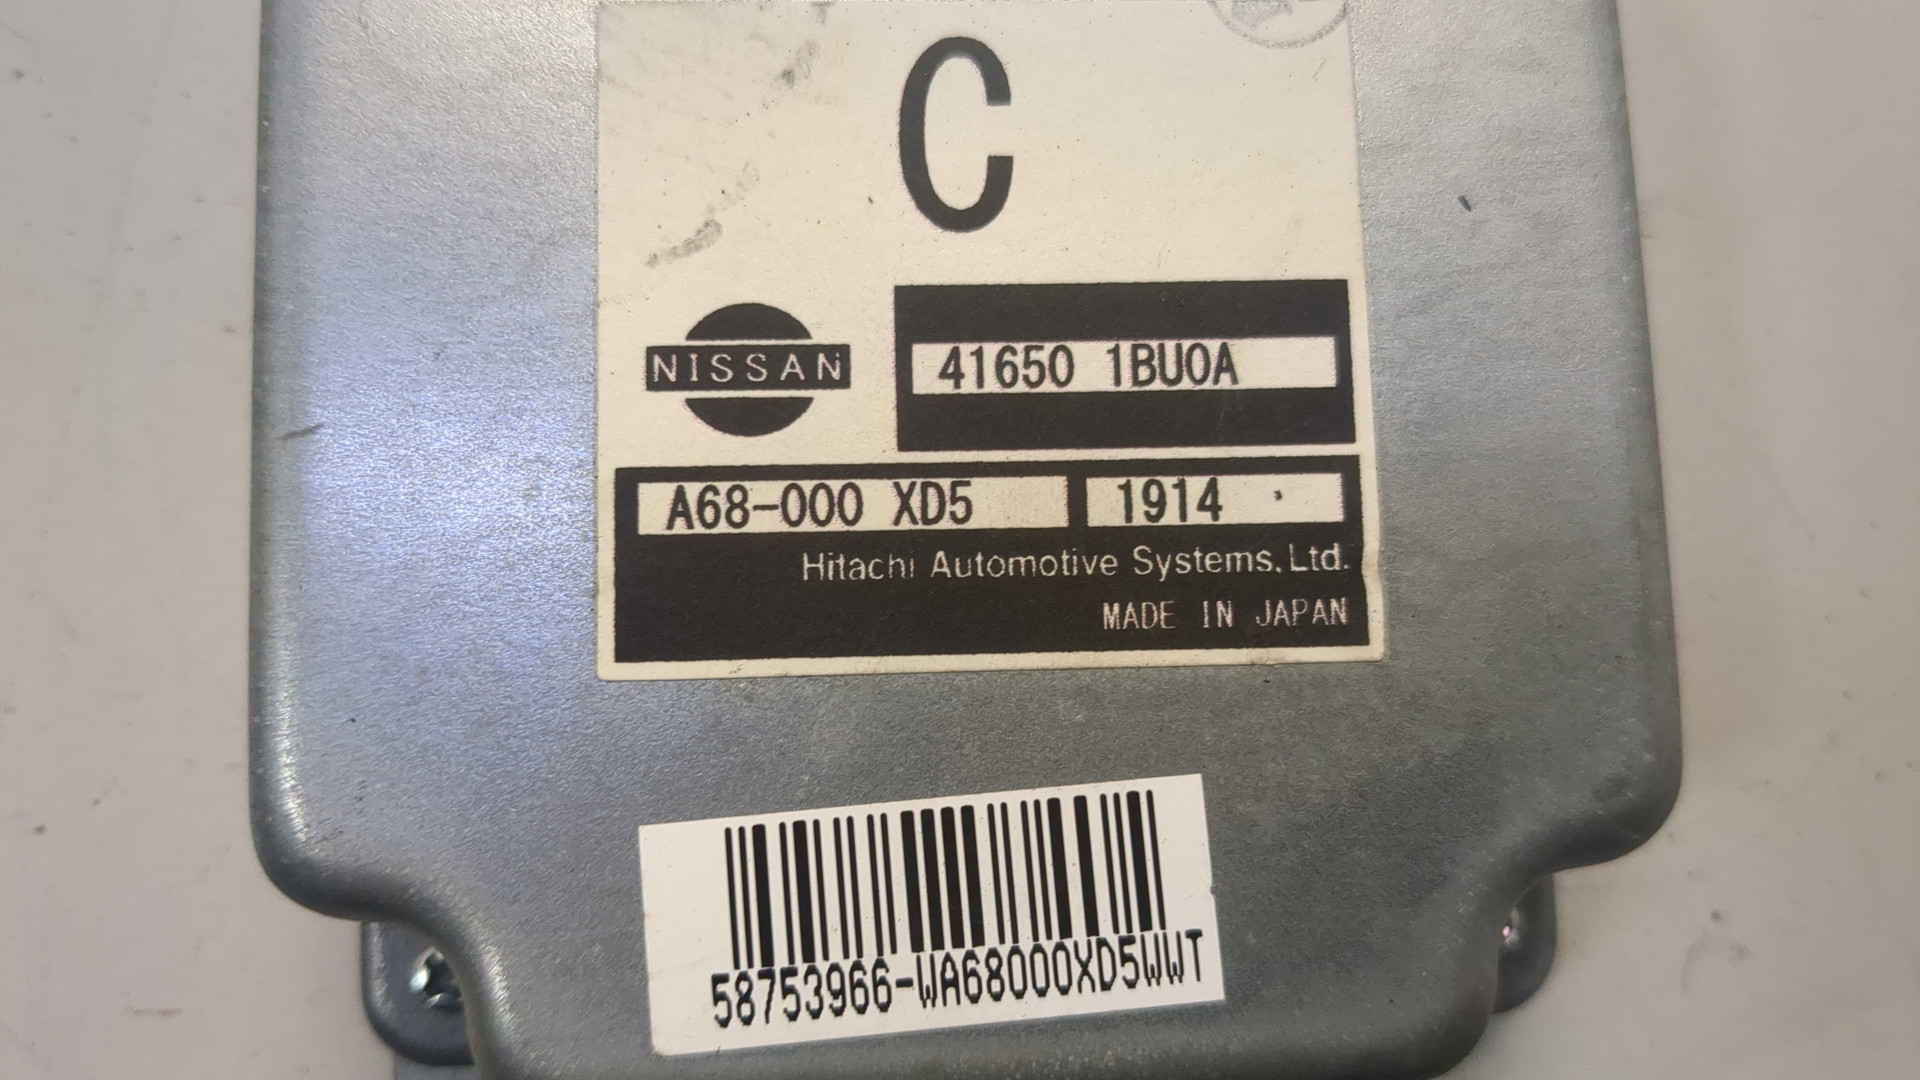 C
NISSAN
41650 1BU0A
A68-000 XD5 1914
Hitachi Automotive Systems, Ltd.
MADE IN JAPAN
58753966-WA68000XD5WWT